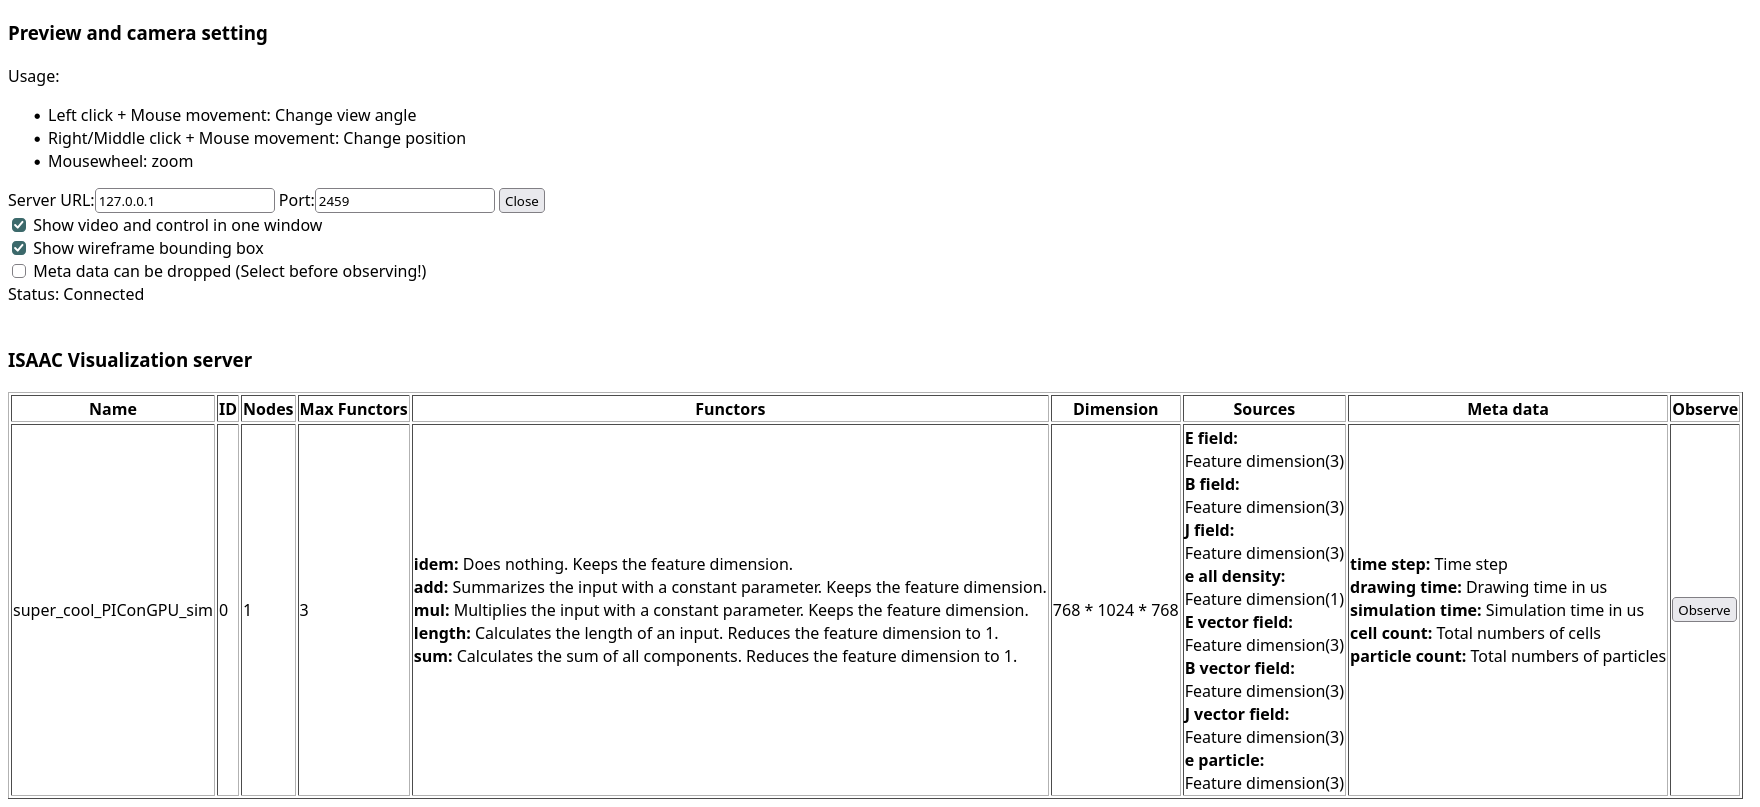 Preview and camera setting
Usage:
Left click + Mouse movement: Change view angle
Right/Middle click + Mouse movement: Change position
Mousewheel: zoom
Server URL: 127.0.0.1 Port: 2459 Close
Show video and control in one window
Show wireframe bounding box
Meta data can be dropped (Select before observing!)
Status: Connected
ISAAC Visualization server
Name ID Nodes Max Functors Functors Dimension Sources Meta data Observe
super_cool_PIConGPU_sim 0 1 3
idem: Does nothing. Keeps the feature dimension.
add: Summarizes the input with a constant parameter. Keeps the feature dimension.
mul: Multiplies the input with a constant parameter. Keeps the feature dimension.
length: Calculates the length of an input. Reduces the feature dimension to 1.
sum: Calculates the sum of all components. Reduces the feature dimension to 1.
768 * 1024 * 768
E field:
Feature dimension(3)
B field:
Feature dimension(3)
J field:
Feature dimension(3)
e all density:
Feature dimension(1)
E vector field:
Feature dimension(3)
B vector field:
Feature dimension(3)
J vector field:
Feature dimension(3)
e particle:
Feature dimension(3)
time step: Time step
drawing time: Drawing time in us
simulation time: Simulation time in us
cell count: Total numbers of cells
particle count: Total numbers of particles
Observe